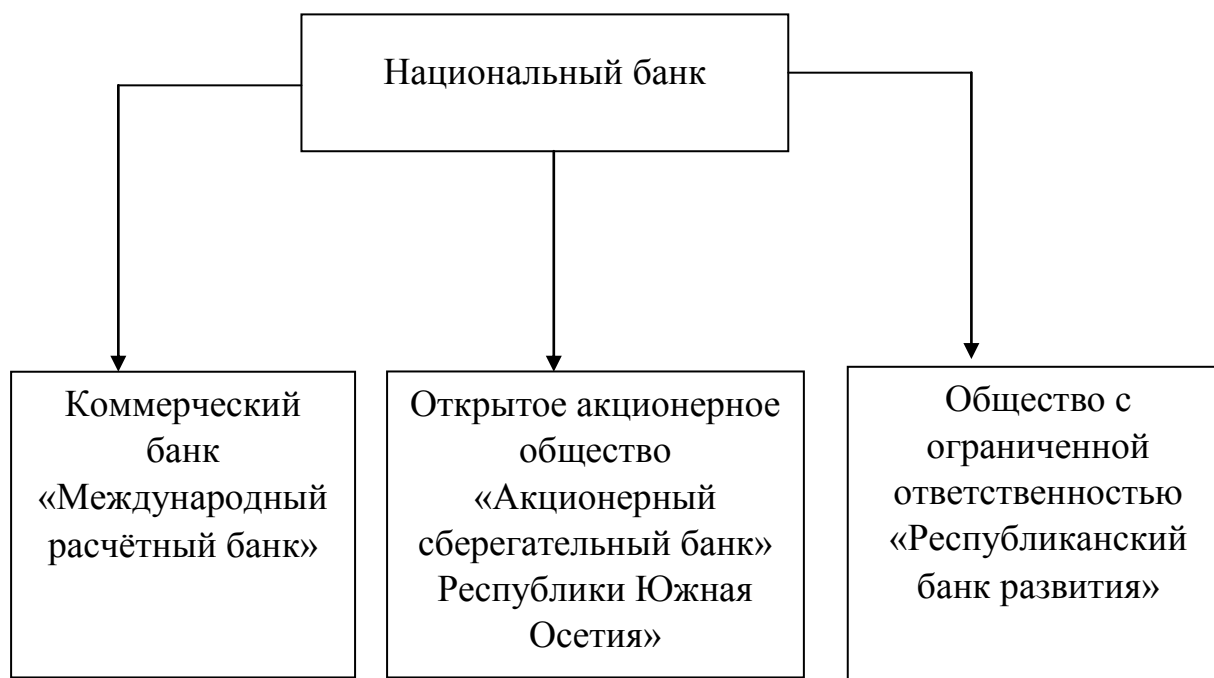 Национальный банк
Коммерческий
банк
«Международный
расчётный банк»
Открытое акционерное
общество
«Акционерный
сберегательный банк»
Республики Южная
Осетия»
Общество с
ограниченной
ответственностью
«Республиканский
банк развития»